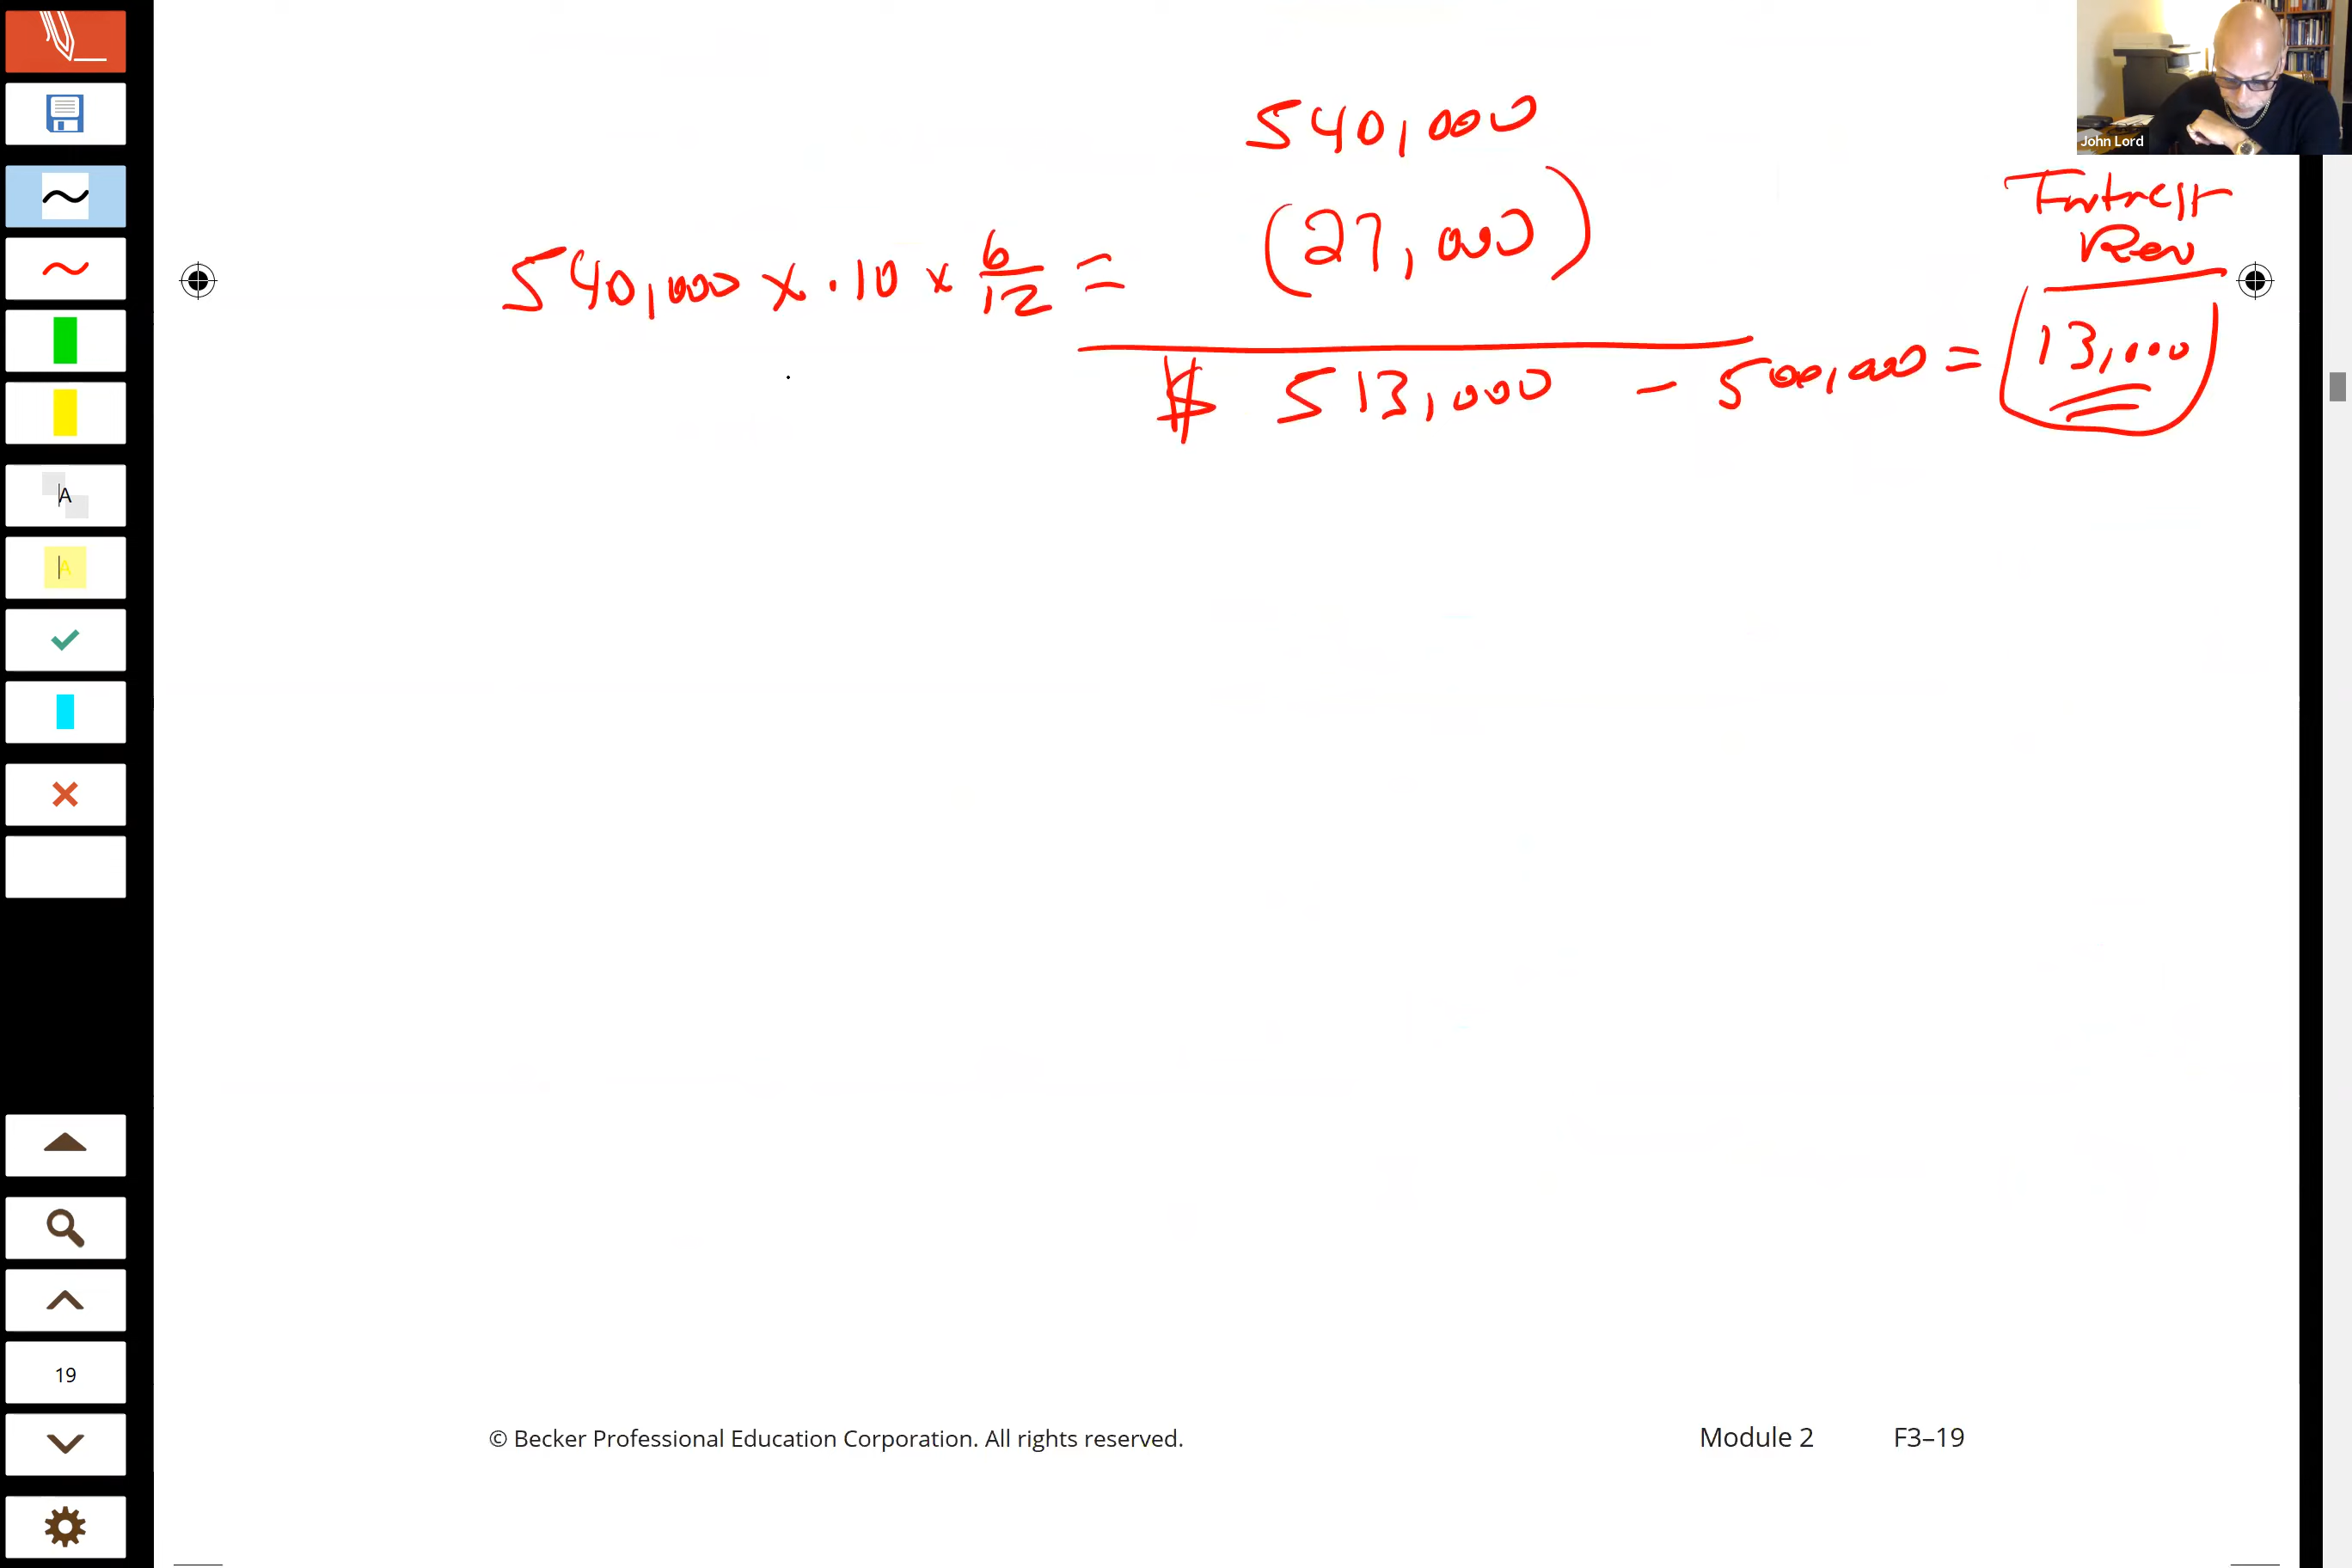 John Lord
540,000
(27,000)
Intrest
Rev
540,000 x .10 x 6/12 =
$ 513,000 - 500,000 = 13,000
A
A
19
© Becker Professional Education Corporation. All rights reserved.
Module 2 F3–19